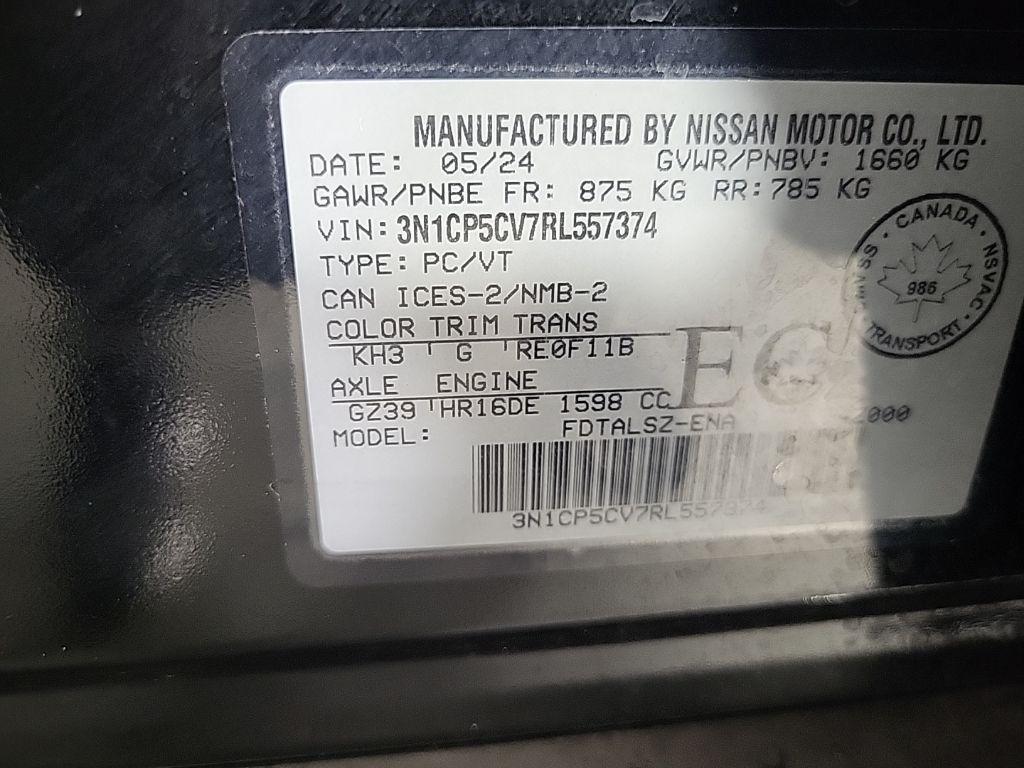 MANUFACTURED BY NISSAN MOTOR CO., LTD.
DATE: 05/24 GVWR/PNBV: 1660 KG
GAWR/PNBE FR: 875 KG RR: 785 KG
VIN: 3N1CP5CV7RL557374
TYPE: PC/VT
CAN ICES-2/NMB-2
COLOR TRIM TRANS
KH3 G RE0F11B
AXLE ENGINE
GZ39 HR16DE 1598 CC
MODEL: FDTALSZ-ENA
3N1CP5CV7RL557374
CANADA · NSVAC · TRANSPORT ·
986